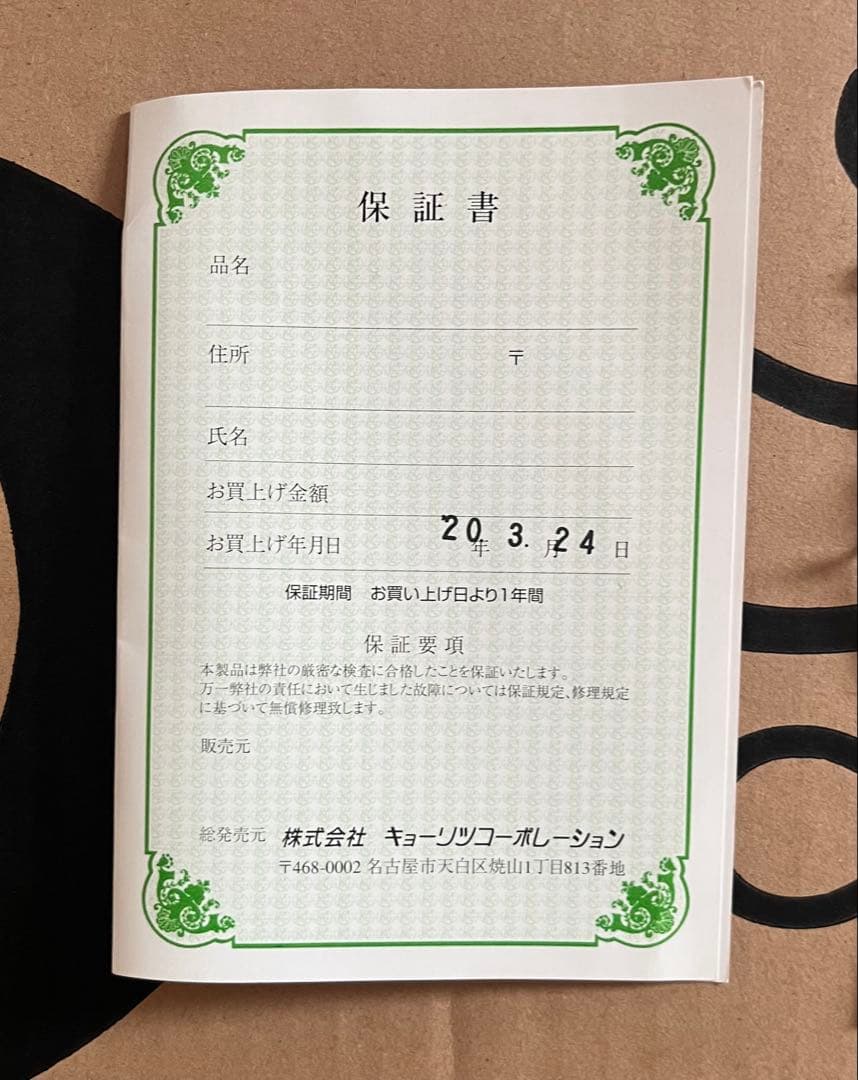 保証書
品名
住所 〒
氏名
お買上げ金額
お買上げ年月日 '20年 3.月24日
保証期間 お買い上げ日より1年間
保証要項
本製品は弊社の厳密な検査に合格したことを保証いたします。
万一弊社の責任において生じました故障については保証規定、修理規定
に基づいて無償修理致します。
販売元
総発売元 株式会社 キョーリツコーポレーション
〒468-0002 名古屋市天白区焼山1丁目813番地